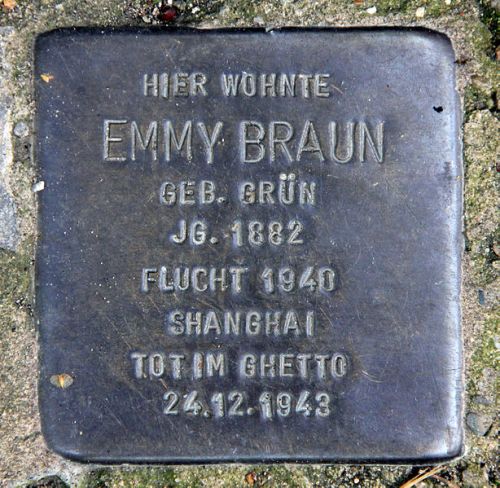 HIER WOHNTE
EMMY BRAUN
GEB. GRÜN
JG. 1882
FLUCHT 1940
SHANGHAI
TOT IM GHETTO
24.12.1943